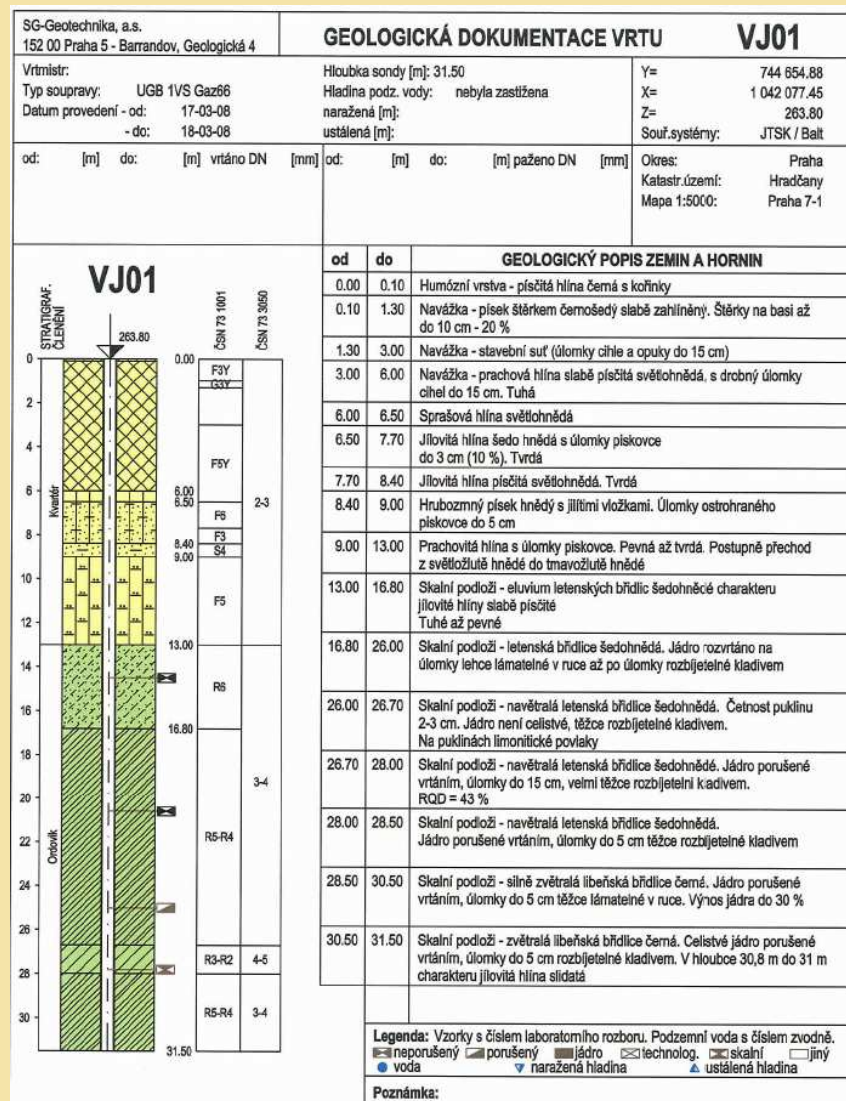 SG-Geotechnika, a.s.
152 00 Praha 5 - Barrandov, Geologická 4
GEOLOGICKÁ DOKUMENTACE VRTU VJ01
Vrtmistr:
Typ soupravy: UGB 1VS Gaz66
Datum provedení - od: 17-03-08
- do: 18-03-08
Hloubka sondy [m]: 31.50
Hladina podz. vody: nebyla zastižena
naražená [m]:
ustálená [m]:
Y= 744 654.88
X= 1 042 077.45
Z= 263.80
Souř.systémy: JTSK / Balt
od: [m] do: [m] vrtáno DN [mm] od: [m] do: [m] paženo DN [mm]
Okres: Praha
Katastr.území: Hradčany
Mapa 1:5000: Praha 7-1
STRATIGRAF.
ČLENĚNÍ
VJ01
263.80
ČSN 73 1001
ČSN 73 3050
0
2
4
6
8
10
12
14
16
18
20
22
24
26
28
30
Kvartér
Ordovik
0.00
6.00
6.50
8.40
9.00
13.00
16.80
31.50
F3Y
G3Y
F5Y
F6
F3
S4
F5
R6
R5-R4
R3-R2
R5-R4
2-3
3-4
4-5
3-4
od do GEOLOGICKÝ POPIS ZEMIN A HORNIN
0.00 0.10 Humózní vrstva - písčitá hlína černá s kořínky
0.10 1.30 Navážka - písek štěrkem černošedý slabě zahlíněný. Štěrky na basi až
do 10 cm - 20 %
1.30 3.00 Navážka - stavební suť (úlomky cihle a opuky do 15 cm)
3.00 6.00 Navážka - prachová hlína slabě písčitá světlohnědá, s drobný úlomky
cihel do 15 cm. Tuhá
6.00 6.50 Sprašová hlína světlohnědá
6.50 7.70 Jílovitá hlína šedo hnědá s úlomky piskovce
do 3 cm (10 %). Tvrdá
7.70 8.40 Jílovitá hlína písčitá světlohnědá. Tvrdá
8.40 9.00 Hrubozrnný písek hnědý s jilítimi vložkami. Úlomky ostrohraného
piskovce do 5 cm
9.00 13.00 Prachovitá hlína s úlomky piskovce. Pevná až tvrdá. Postupně přechod
z světložlutě hnědé do tmavožlutě hnědé
13.00 16.80 Skalní podloži - eluvium letenských břidlic šedohnědé charakteru
jílovité hlíny slabě písčité
Tuhé až pevné
16.80 26.00 Skalní podloži - letenská břidlice šedohnědá. Jádro rozvrtáno na
úlomky lehce lámatelné v ruce až po úlomky rozbíjetelné kladivem
26.00 26.70 Skalní podloži - navětralá letenská břidlice šedohnědá. Četnost puklinu
2-3 cm. Jádro není celistvé, těžce rozbíjetelné kladivem.
Na puklinách limonitické povlaky
26.70 28.00 Skalní podloži - navětralá letenská břidlice šedohnědé. Jádro porušené
vrtáním, úlomky do 15 cm, velmi těžce rozbíjetelni kladivem.
RQD = 43 %
28.00 28.50 Skalní podloži - navětralá letenská břidlice šedohnědá.
Jádro porušené vrtáním, úlomky do 5 cm těžce rozbíjetelné kladivem
28.50 30.50 Skalní podloži - silně zvětralá libeňská břidlice černá. Jádro porušené
vrtáním, úlomky do 5 cm těžce lámatelné v ruce. Výnos jádra do 30 %
30.50 31.50 Skalní podloži - zvětralá libeňská břidlice černá. Celistvé jádro porušené
vrtáním, úlomky do 5 cm rozbíjetelné kladivem. V hloubce 30,8 m do 31 m
charakteru jílovitá hlína slídatá
Legenda: Vzorky s číslem laboratorního rozboru. Podzemní voda s číslem zvodně.
neporušený porušený jádro technolog. skalní jiný
voda naražená hladina ustálená hladina
Poznámka: